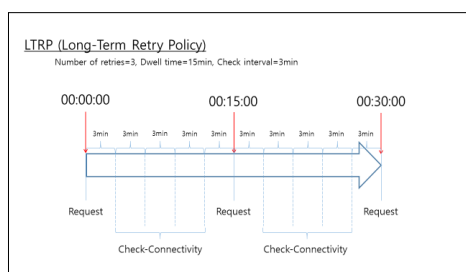 LTRP (Long-Term Retry Policy)
Number of retries=3, Dwell time=15min, Check interval=3min
00:00:00 00:15:00 00:30:00
3min 3min 3min 3min 3min 3min 3min 3min 3min 3min
Request Request Request
Check-Connectivity Check-Connectivity